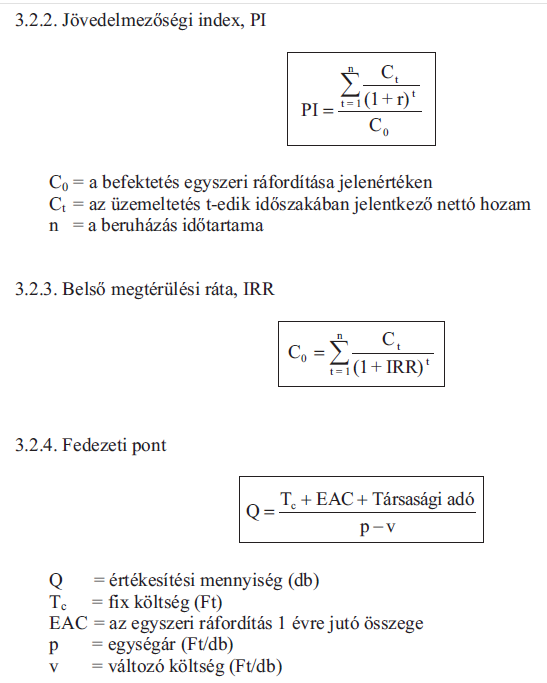 3.2.2. Jövedelmezőségi index, PI
PI = \frac{\sum_{t=1}^{n} \frac{C_t}{(1+r)^t}}{C_0}
C₀ = a befektetés egyszeri ráfordítása jelenértéken
Cₜ = az üzemeltetés t-edik időszakában jelentkező nettó hozam
n = a beruházás időtartama
3.2.3. Belső megtérülési ráta, IRR
C_0 = \sum_{t=1}^{n} \frac{C_t}{(1+IRR)^t}
3.2.4. Fedezeti pont
Q = \frac{T_c + EAC + Társasági adó}{p - v}
Q = értékesítési mennyiség (db)
T_c = fix költség (Ft)
EAC = az egyszeri ráfordítás 1 évre jutó összege
p = egységár (Ft/db)
v = változó költség (Ft/db)